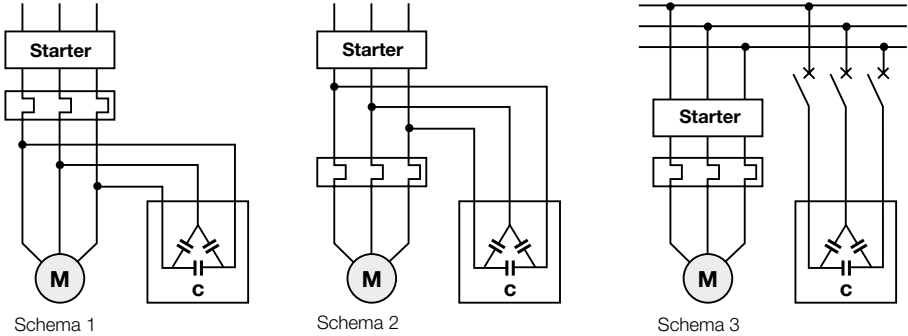 Starter
M
C
Schema 1
Starter
M
C
Schema 2
Starter
M
C
Schema 3